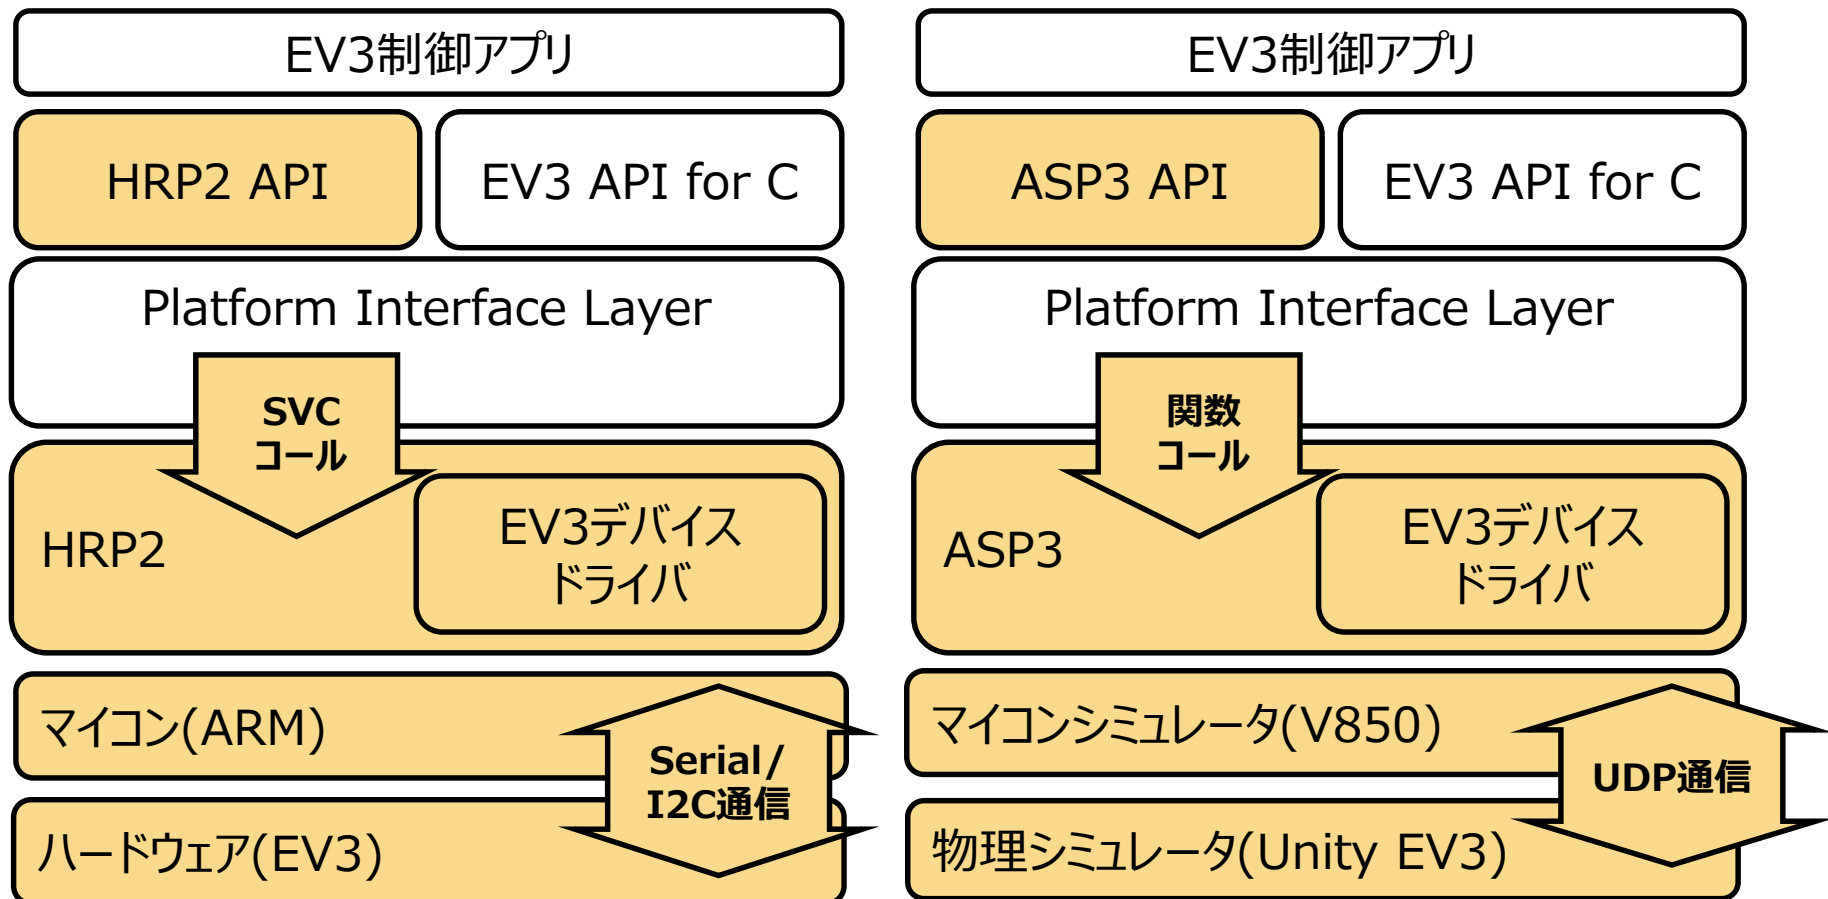 EV3制御アプリ
HRP2 API
EV3 API for C
Platform Interface Layer
SVC
コール
HRP2
EV3デバイス
ドライバ
マイコン(ARM)
Serial/
I2C通信
ハードウェア(EV3)
EV3制御アプリ
ASP3 API
EV3 API for C
Platform Interface Layer
関数
コール
ASP3
EV3デバイス
ドライバ
マイコンシミュレータ(V850)
UDP通信
物理シミュレータ(Unity EV3)